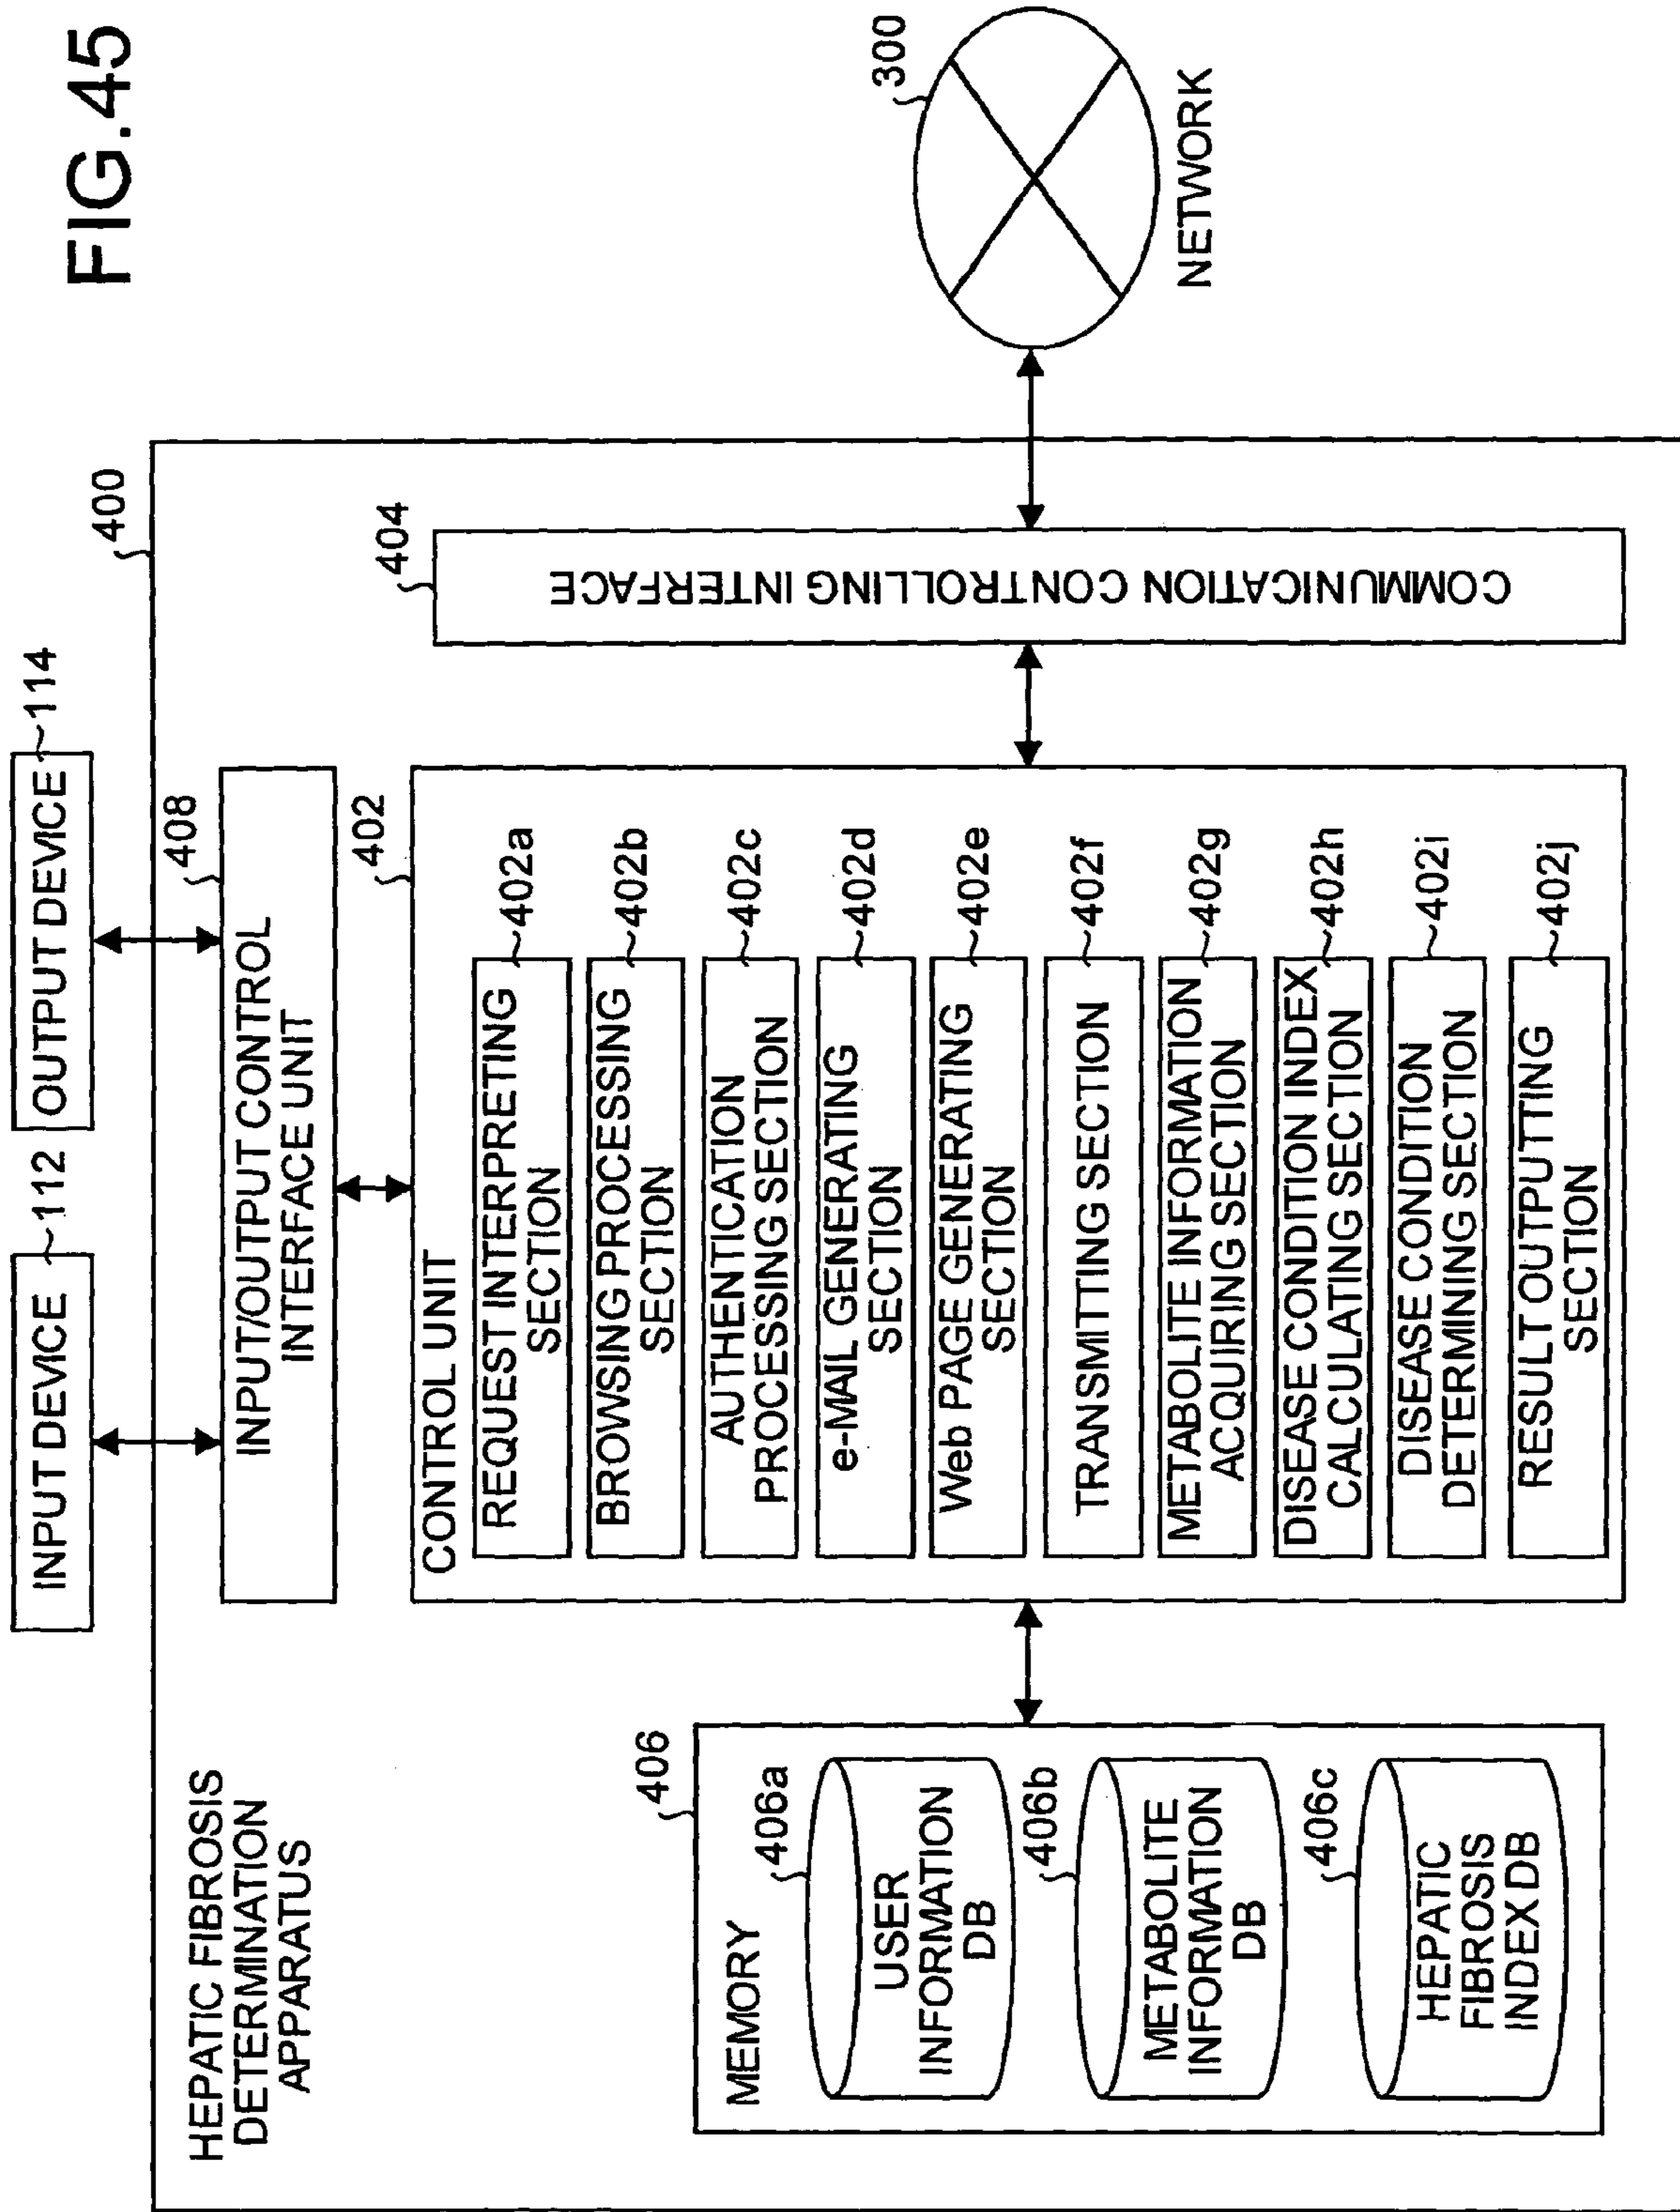 FIG.45
INPUT DEVICE
112
OUTPUT DEVICE
114
400
HEPATIC FIBROSIS
DETERMINATION
APPARATUS
408
INPUT/OUTPUT CONTROL
INTERFACE UNIT
402
CONTROL UNIT
REQUEST INTERPRETING
SECTION
402a
BROWSING PROCESSING
SECTION
402b
AUTHENTICATION
PROCESSING SECTION
402c
e-MAIL GENERATING
SECTION
402d
Web PAGE GENERATING
SECTION
402e
TRANSMITTING SECTION
402f
METABOLITE INFORMATION
ACQUIRING SECTION
402g
DISEASE CONDITION INDEX
CALCULATING SECTION
402h
DISEASE CONDITION
DETERMINING SECTION
402i
RESULT OUTPUTTING
SECTION
402j
406
MEMORY
406a
USER
INFORMATION
DB
406b
METABOLITE
INFORMATION
DB
406c
HEPATIC
FIBROSIS
INDEX DB
404
COMMUNICATION CONTROLLING INTERFACE
300
NETWORK